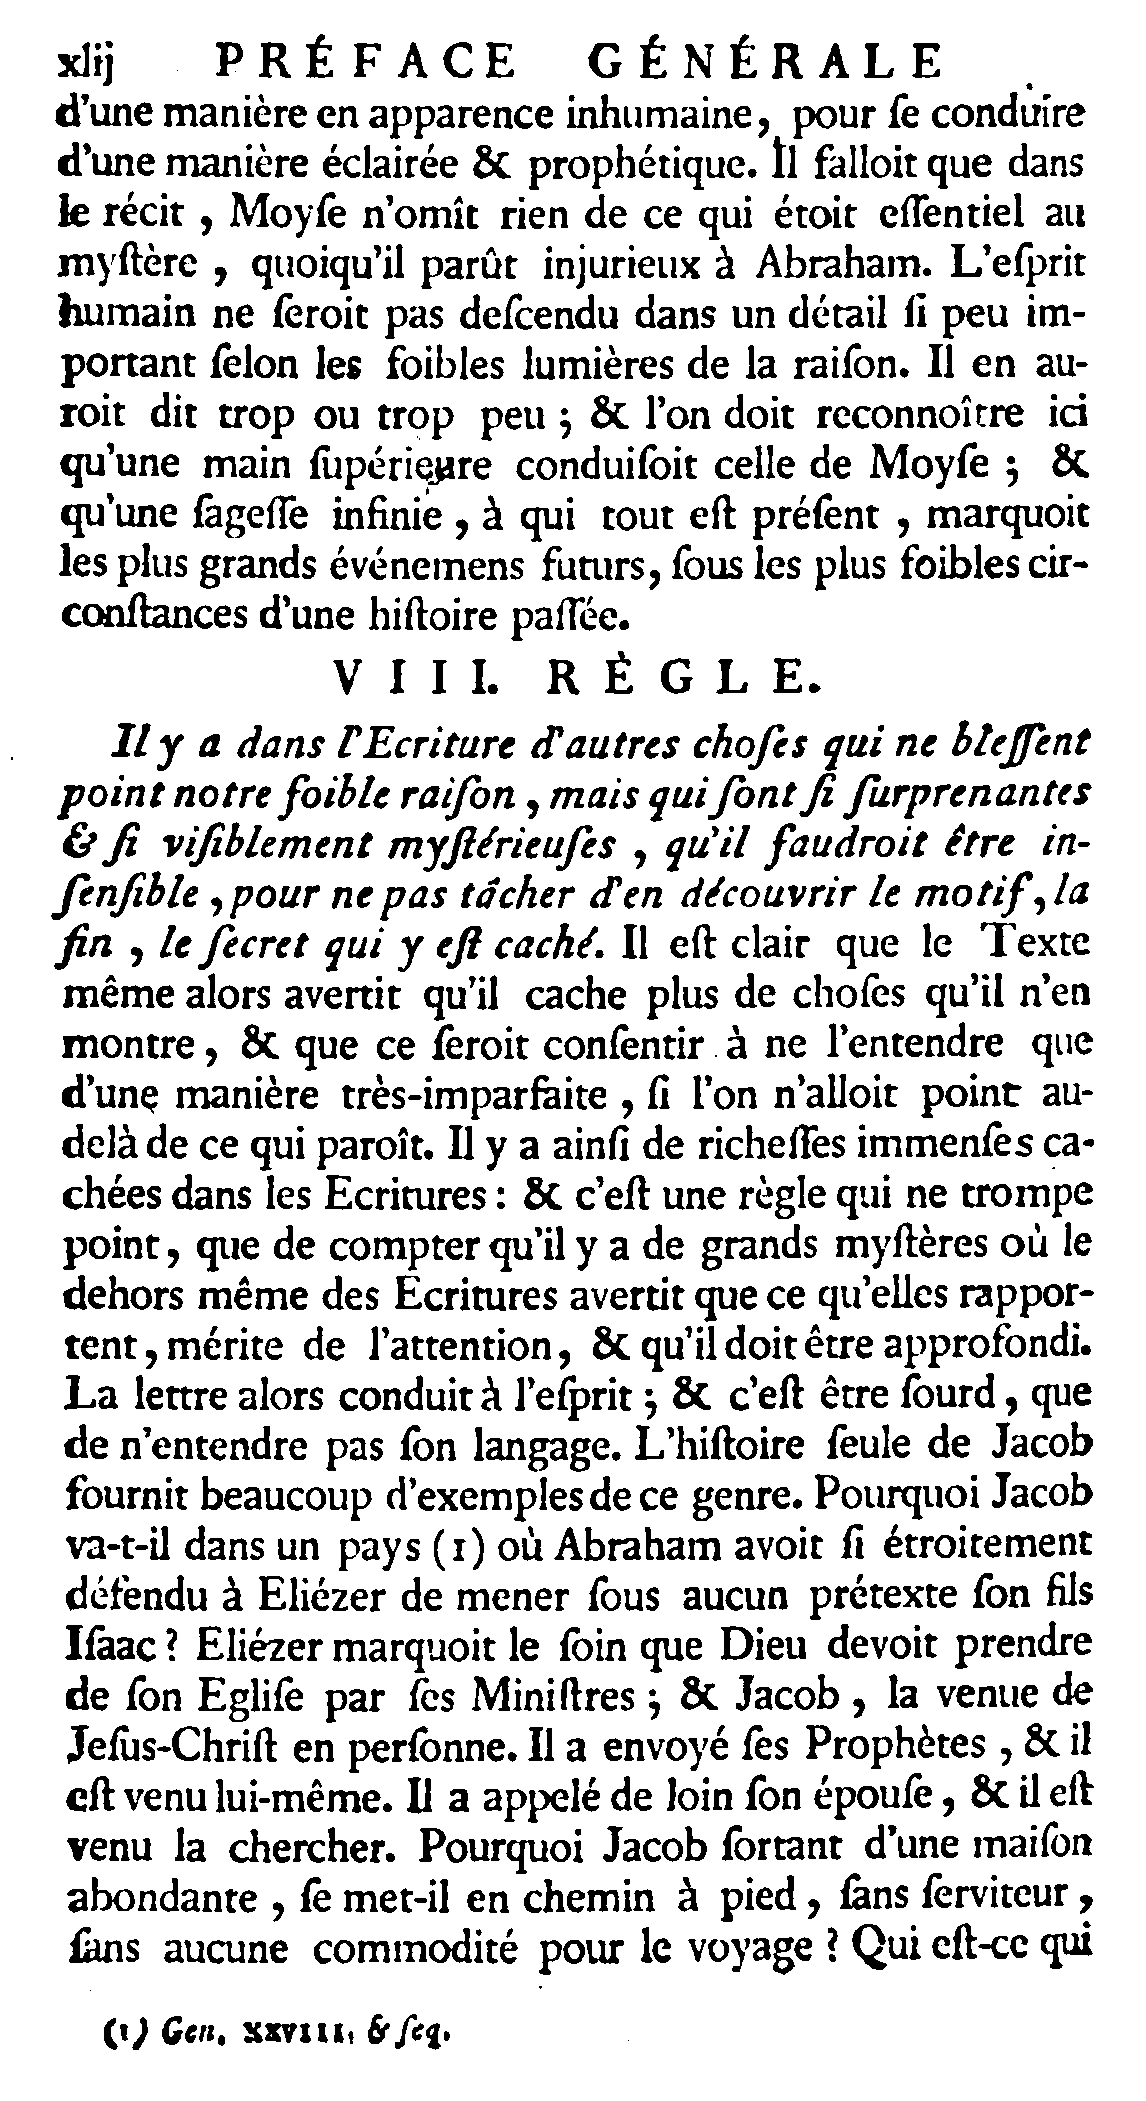 xlij PRÉFACE GÉNÉRALE
d'une manière en apparence inhumaine, pour ſe conduire
d'une manière éclairée & prophétique. Il falloit que dans
le récit, Moyſe n'omît rien de ce qui étoit eſſentiel au
myſtère, quoiqu'il parût injurieux à Abraham. L'eſprit
humain ne ſeroit pas deſcendu dans un détail ſi peu im-
portant ſelon les foibles lumières de la raiſon. Il en au-
roit dit trop ou trop peu ; & l'on doit reconnoître ici
qu'une main ſupérieure conduiſoit celle de Moyſe ; &
qu'une ſageſſe infinie, à qui tout eſt préſent, marquoit
les plus grands événemens futurs, ſous les plus foibles cir-
conſtances d'une hiſtoire paſſée.
VIII. RÈGLE.
Il y a dans l'Ecriture d'autres choſes qui ne bleſſent
point notre foible raiſon, mais qui ſont ſi ſurprenantes
& ſi viſiblement myſtérieuſes, qu'il faudroit être in-
ſenſible, pour ne pas tâcher d'en découvrir le motif, la
fin, le ſecret qui y eſt caché. Il eſt clair que le Texte
même alors avertit qu'il cache plus de choſes qu'il n'en
montre, & que ce ſeroit conſentir à ne l'entendre que
d'une manière très-imparfaite, ſi l'on n'alloit point au-
delà de ce qui paroît. Il y a ainſi de richeſſes immenſes ca-
chées dans les Ecritures : & c'eſt une règle qui ne trompe
point, que de compter qu'il y a de grands myſtères où le
dehors même des Ecritures avertit que ce qu'elles rappor-
tent, mérite de l'attention, & qu'il doit être approfondi.
La lettre alors conduit à l'eſprit ; & c'eſt être ſourd, que
de n'entendre pas ſon langage. L'hiſtoire ſeule de Jacob
fournit beaucoup d'exemples de ce genre. Pourquoi Jacob
va-t-il dans un pays (1) où Abraham avoit ſi étroitement
défendu à Eliézer de mener ſous aucun prétexte ſon fils
Iſaac ? Eliézer marquoit le ſoin que Dieu devoit prendre
de ſon Egliſe par ſes Miniſtres ; & Jacob, la venue de
Jeſus-Chriſt en perſonne. Il a envoyé ſes Prophètes, & il
eſt venu lui-même. Il a appelé de loin ſon épouſe, & il eſt
venu la chercher. Pourquoi Jacob ſortant d'une maiſon
abondante, ſe met-il en chemin à pied, ſans ſerviteur,
ſans aucune commodité pour le voyage ? Qui eſt-ce qui
(1) Gen. XXVIII, & ſeq.